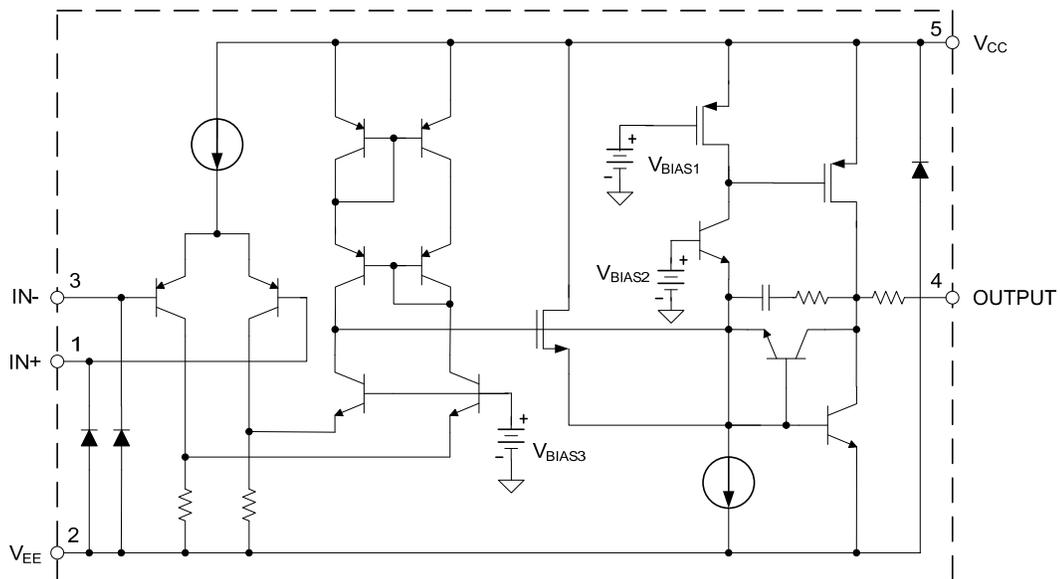 5
VCC
+
VBIAS1
−
+
VBIAS2
−
3
IN-
4
OUTPUT
1
IN+
+
VBIAS3
−
2
VEE